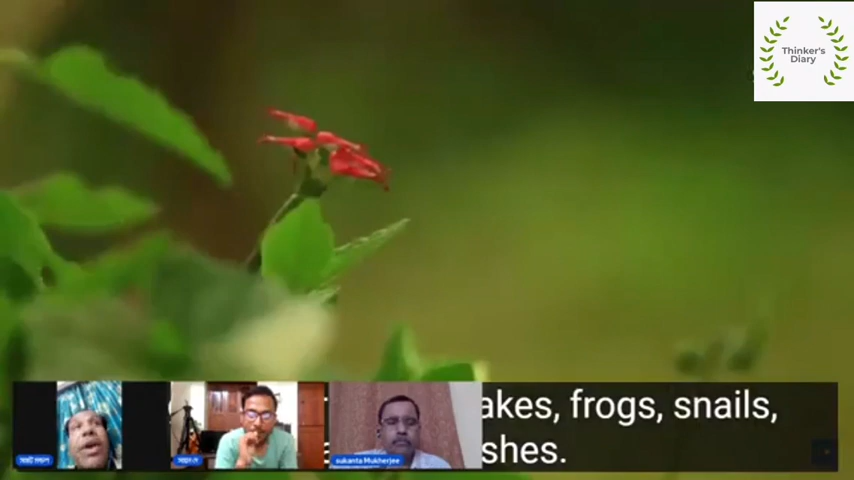 Thinker's
Diary
akes, frogs, snails,
shes.
sukanta Mukherjee